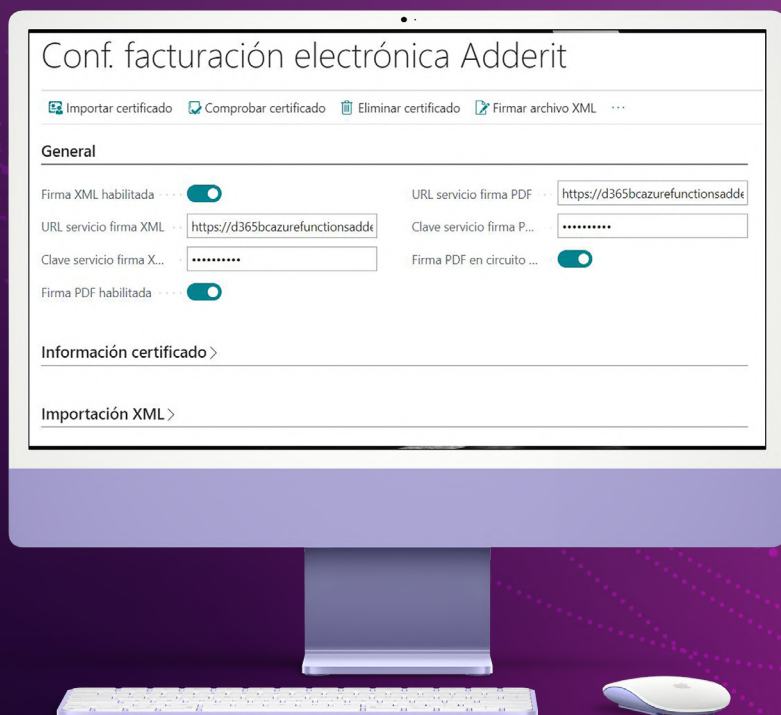 Conf. facturación electrónica Adderit
Importar certificado Comprobar certificado Eliminar certificado Firmar archivo XML ...
General
Firma XML habilitada
URL servicio firma XML https://d365bcazurefunctionsadde
Clave servicio firma X... ••••••••••
Firma PDF habilitada
URL servicio firma PDF https://d365bcazurefunctionsadde
Clave servicio firma P... ••••••••••
Firma PDF en circuito ...
Información certificado >
Importación XML >